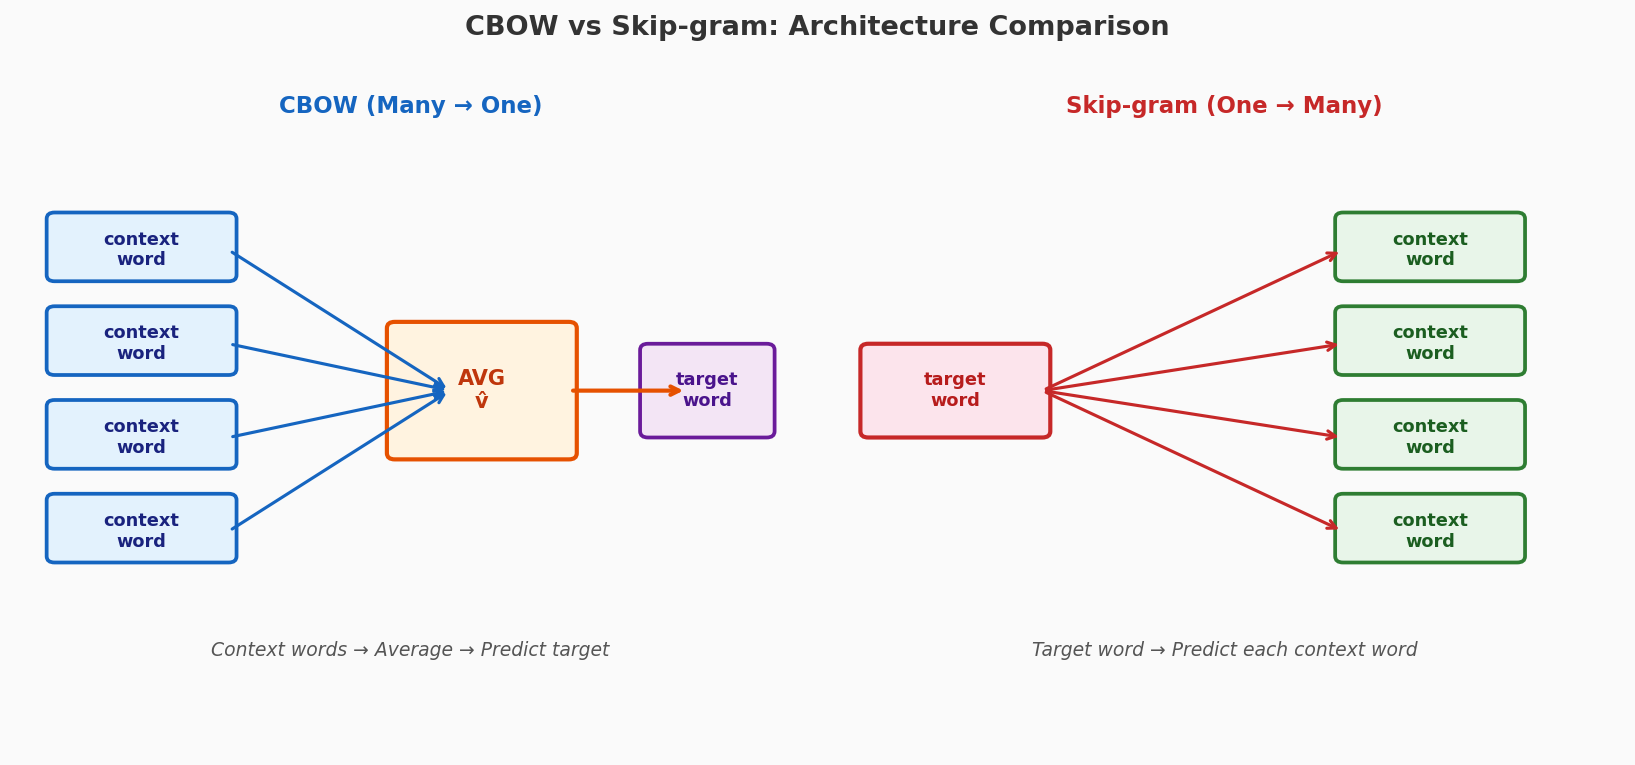 CBOW vs Skip-gram: Architecture Comparison
CBOW (Many → One)
context
word
context
word
context
word
context
word
AVG
v̂
target
word
Context words → Average → Predict target
Skip-gram (One → Many)
target
word
context
word
context
word
context
word
context
word
Target word → Predict each context word